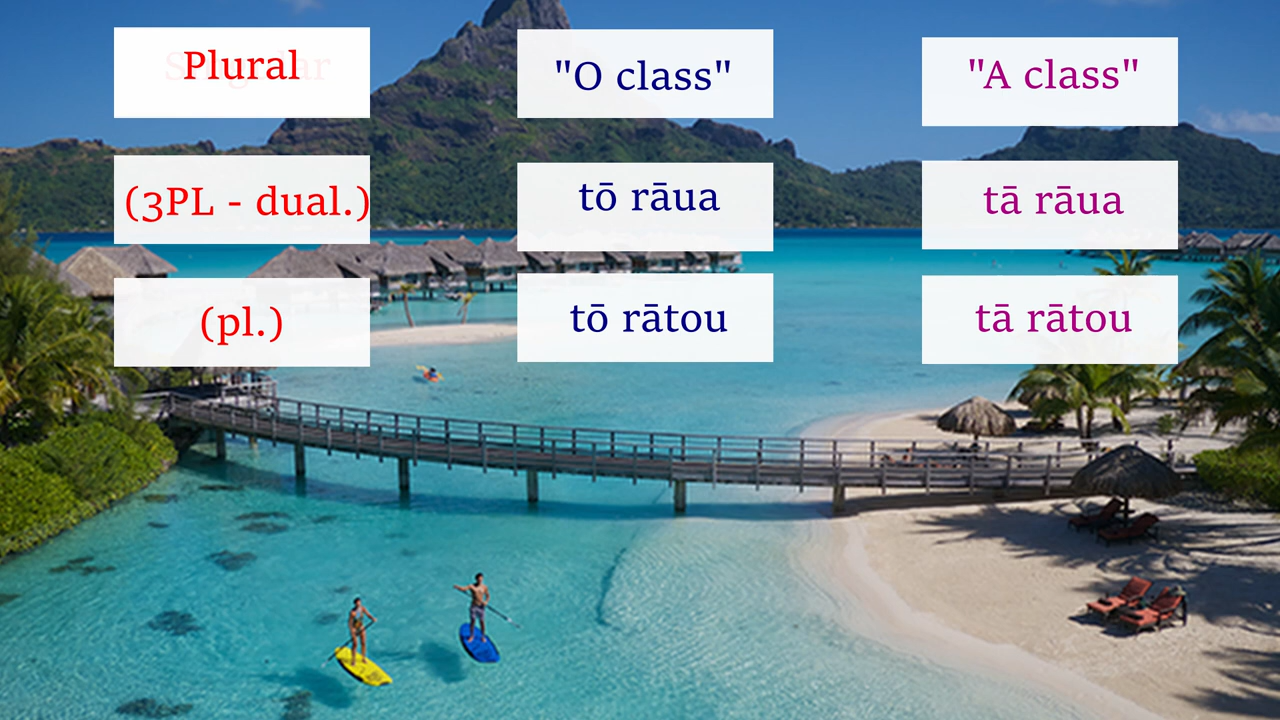 Plural "O class" "A class"
(3PL - dual.) tō rāua tā rāua
(pl.) tō rātou tā rātou